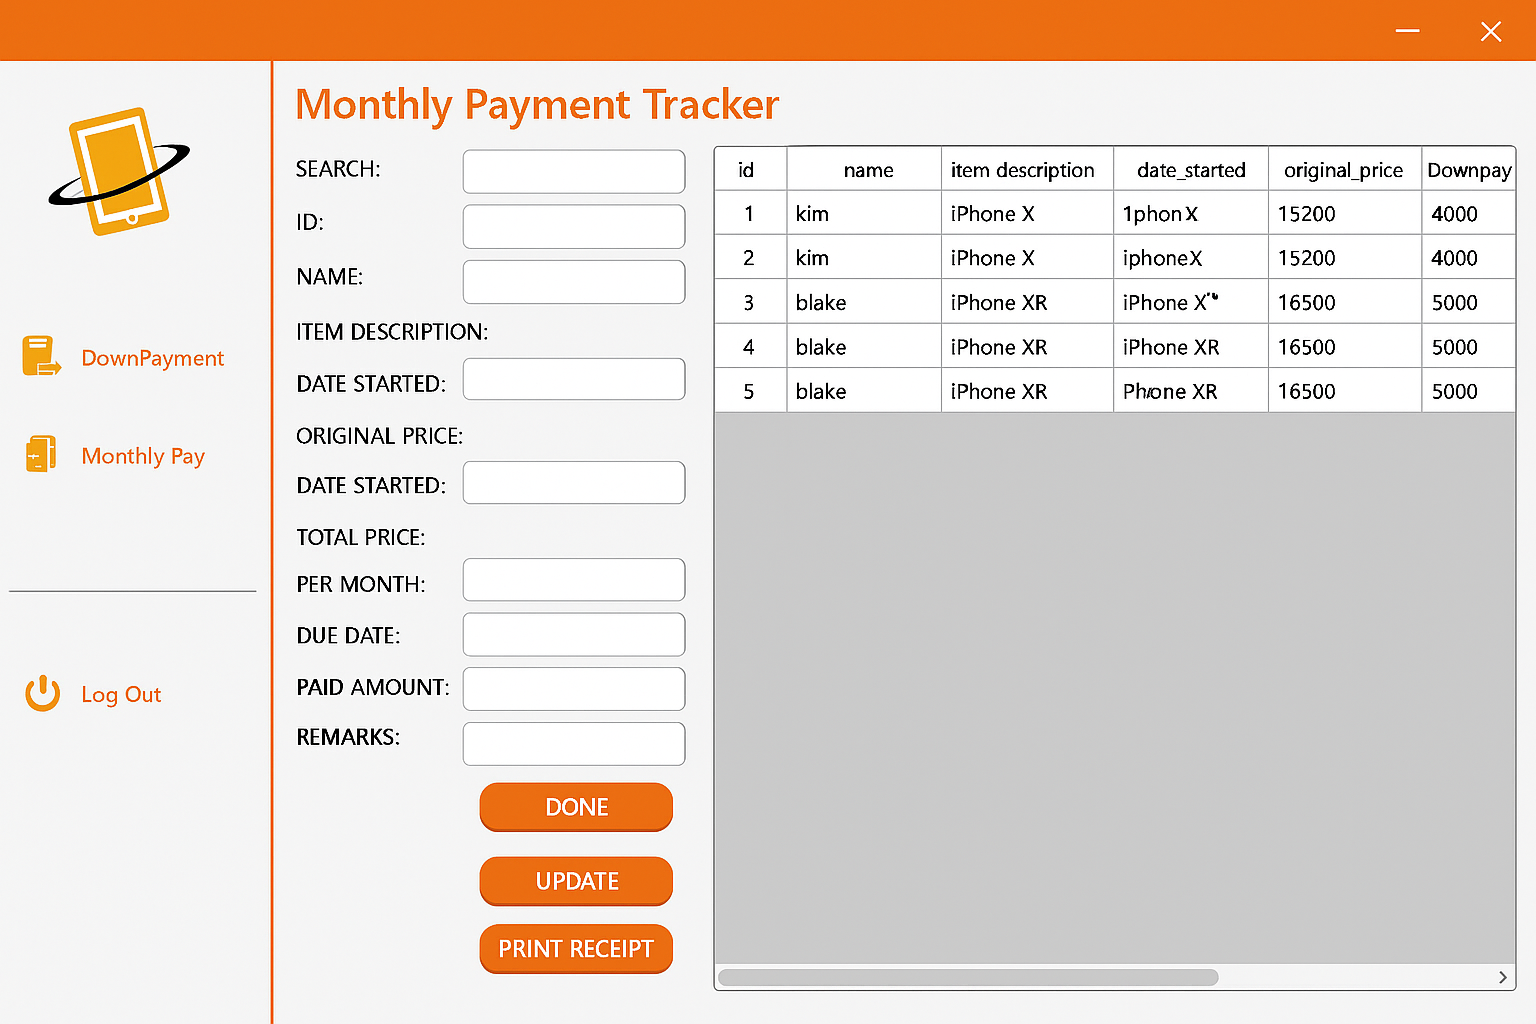 Monthly Payment Tracker
DownPayment
Monthly Pay
Log Out
SEARCH:
ID:
NAME:
ITEM DESCRIPTION:
DATE STARTED:
ORIGINAL PRICE:
DATE STARTED:
TOTAL PRICE:
PER MONTH:
DUE DATE:
PAID AMOUNT:
REMARKS:
DONE
UPDATE
PRINT RECEIPT
id name item description date_started original_price Downpay
1 kim iPhone X 1phon X 15200 4000
2 kim iPhone X iphoneX 15200 4000
3 blake iPhone XR iPhone X 16500 5000
4 blake iPhone XR iPhone XR 16500 5000
5 blake iPhone XR XR 16500 5000